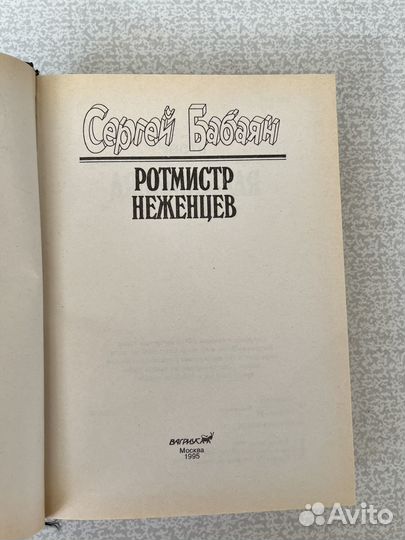 Сергей Бабаян
РОТМИСТР
НЕЖЕНЦЕВ
ВАГРИУС
Москва
1995
Avito